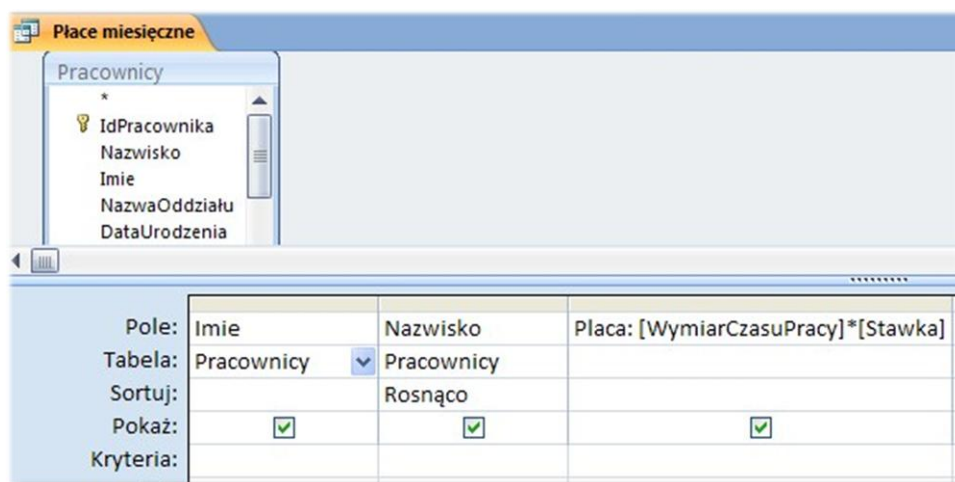 Płace miesięczne
Pracownicy
*
IdPracownika
Nazwisko
Imie
NazwaOddziału
DataUrodzenia
Pole: Imie Nazwisko Placa: [WymiarCzasuPracy]*[Stawka]
Tabela: Pracownicy Pracownicy
Sortuj: Rosnąco
Pokaż:
Kryteria: